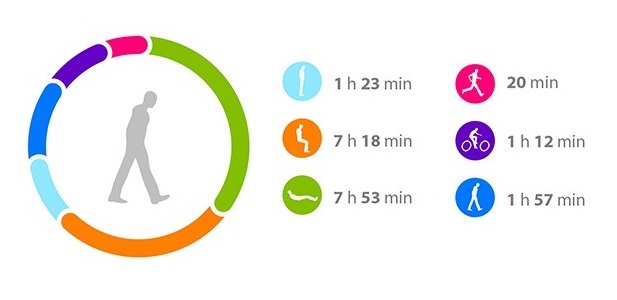 1 h 23 min
20 min
7 h 18 min
1 h 12 min
7 h 53 min
1 h 57 min